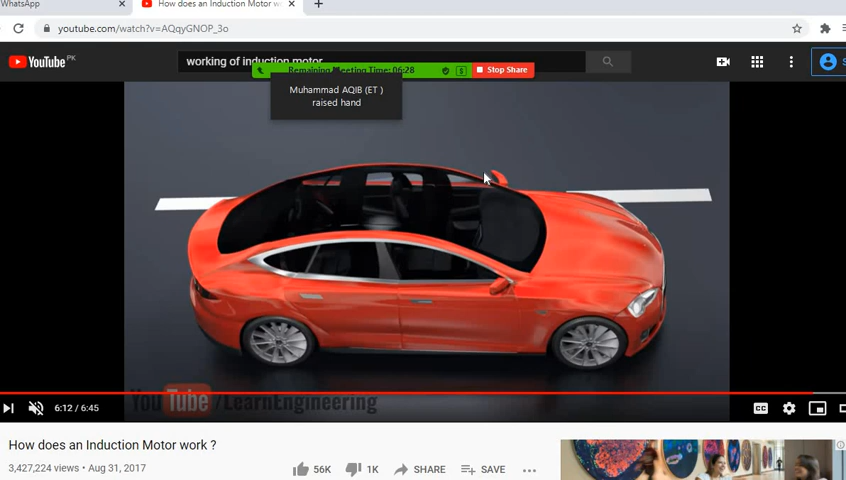 WhatsApp
How does an Induction Motor w
youtube.com/watch?v=AQqyGNOP_3o
YouTube PK
working of induction motor
Remaining Meeting Time: 06:28
Stop Share
Muhammad AQIB (ET )
raised hand
YouTube /LearnEngineering
6:12 / 6:45
CC
How does an Induction Motor work ?
3,427,224 views • Aug 31, 2017
56K
1K
SHARE
SAVE